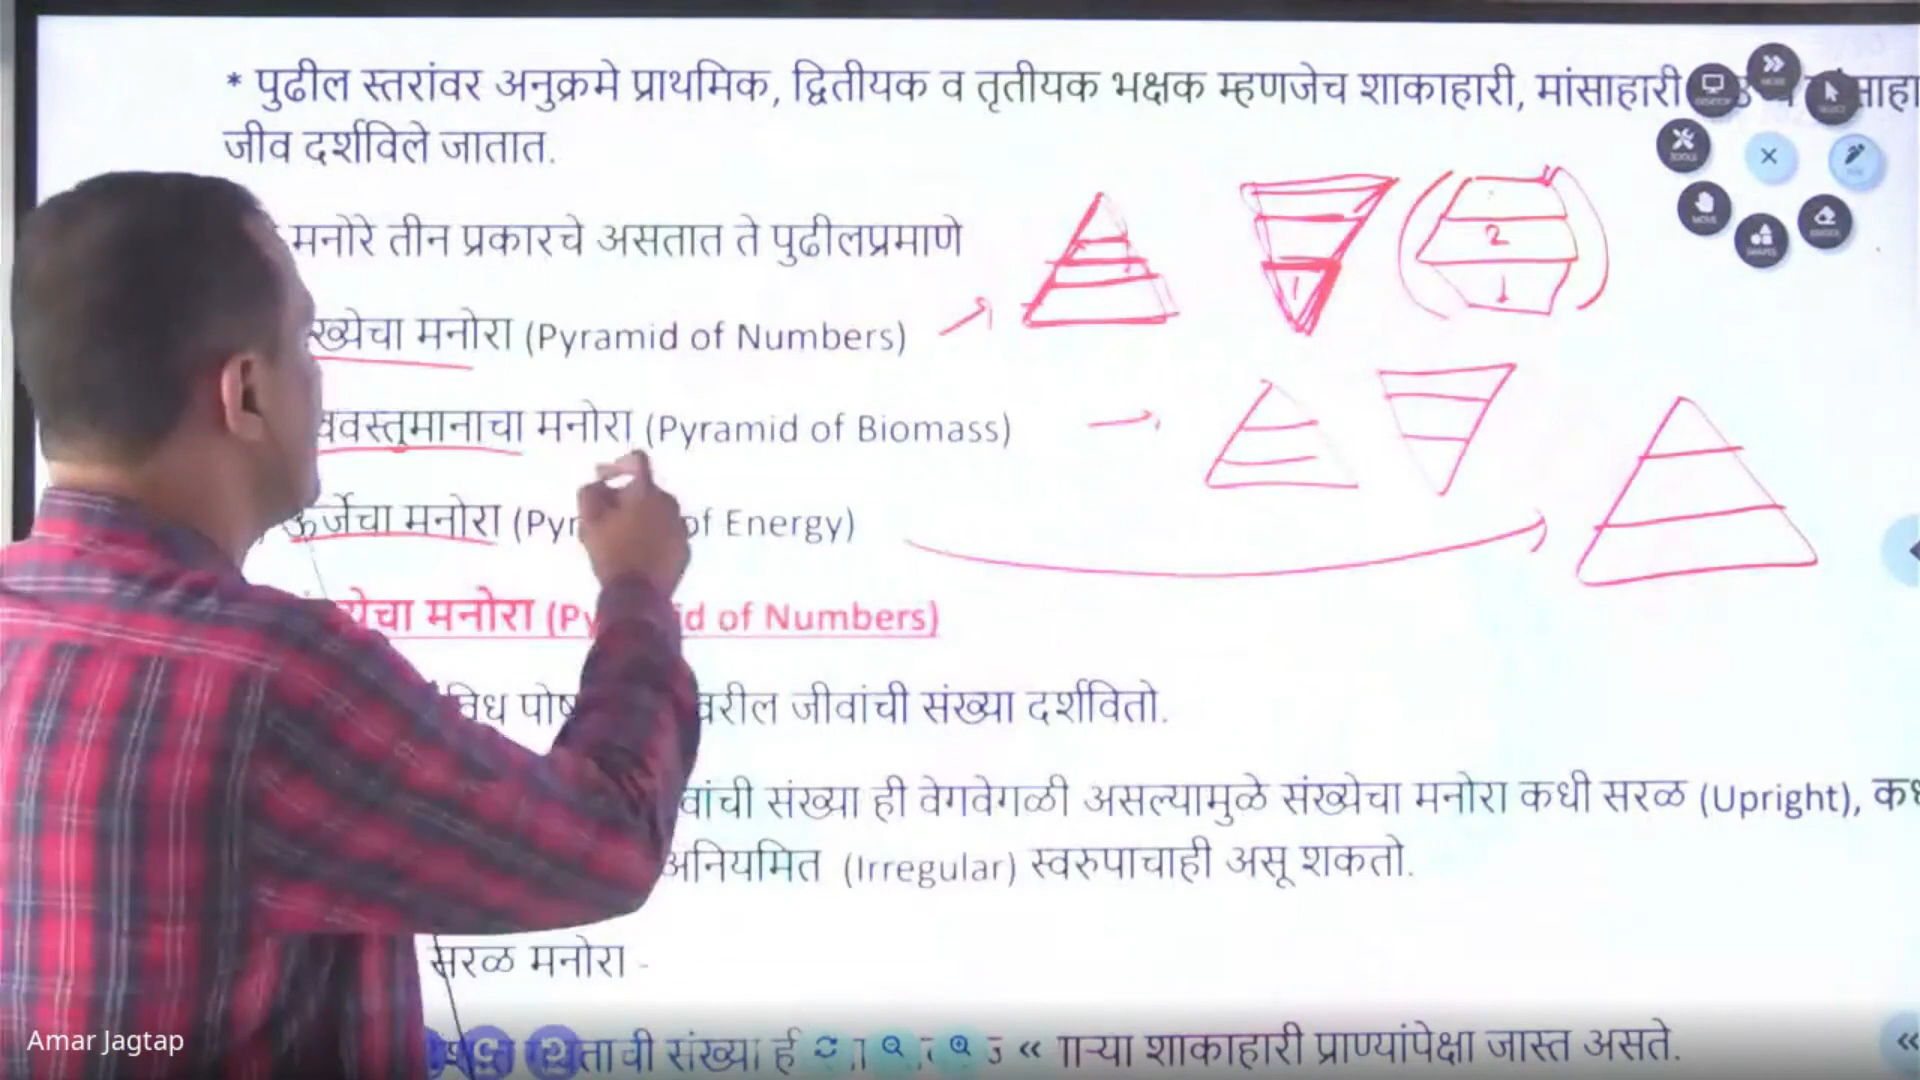 * पुढील स्तरांवर अनुक्रमे प्राथमिक, द्वितीयक व तृतीयक भक्षक म्हणजेच शाकाहारी, मांसाहारी
जीव दर्शविले जातात.
मनोरे तीन प्रकारचे असतात ते पुढीलप्रमाणे
2
1
1
मनोरा (Pyramid of Numbers)
मनोरा (Pyramid of Biomass)
ऊर्जेचा मनोरा of Energy)
मनोरा of Numbers)
वरील जीवांची संख्या दर्शवितो.
संख्या ही वेगवेगळी असल्यामुळे संख्येचा मनोरा कधी सरळ (Upright),
अनियमित (Irregular) स्वरुपाचाही असू शकतो.
सरळ मनोरा -
संख्या शाकाहारी प्राण्यांपेक्षा जास्त असते.
Amar Jagtap